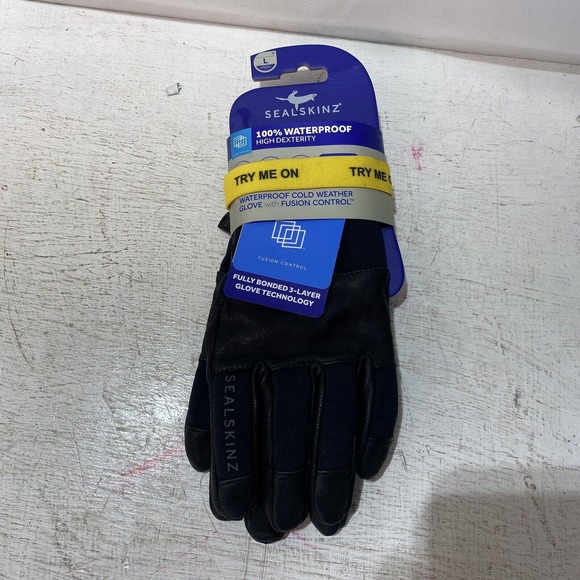 L
SEALSKINZ
100% WATERPROOF
HIGH DEXTERITY
TRY ME ON
TRY ME O
WATERPROOF COLD WEATHER
GLOVE with FUSION CONTROL™
FUSION CONTROL
FULLY BONDED 3-LAYER
GLOVE TECHNOLOGY
SEALSKINZ